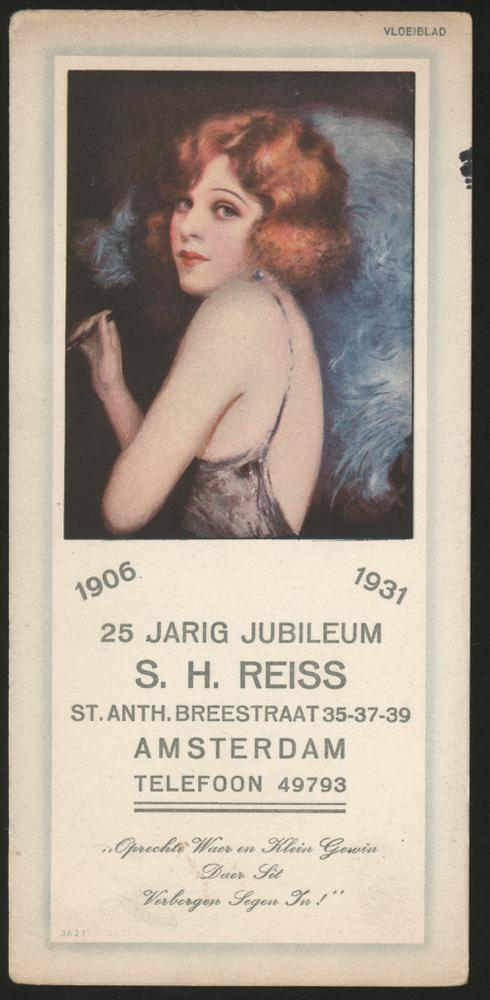 VLOEIBLAD
1906 1931
25 JARIG JUBILEUM
S. H. REISS
ST. ANTH. BREESTRAAT 35-37-39
AMSTERDAM
TELEFOON 49793
„Oprechte Waer en Klein Gewin
Daer Sit
Verborgen Segen In!”
3621